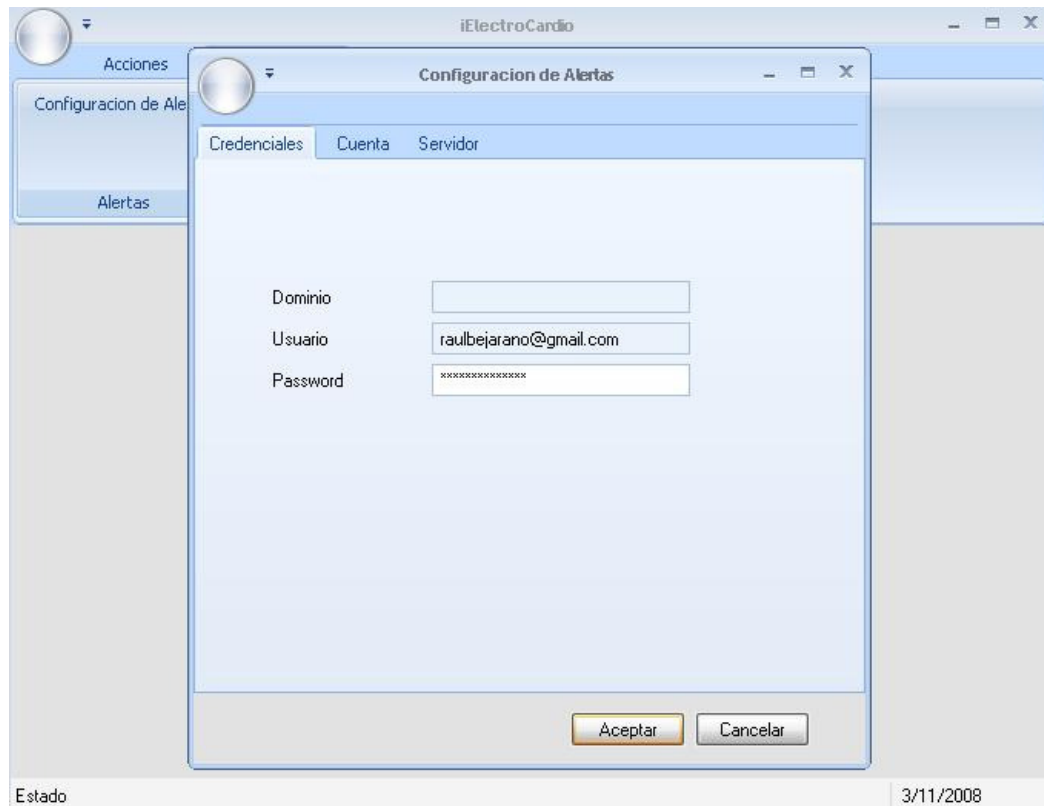 iElectroCardio
Acciones
Configuracion de Alertas
Configuracion de Ale
Credenciales Cuenta Servidor
Alertas
Dominio
Usuario raulbejarano@gmail.com
Password **************
Aceptar Cancelar
Estado 3/11/2008